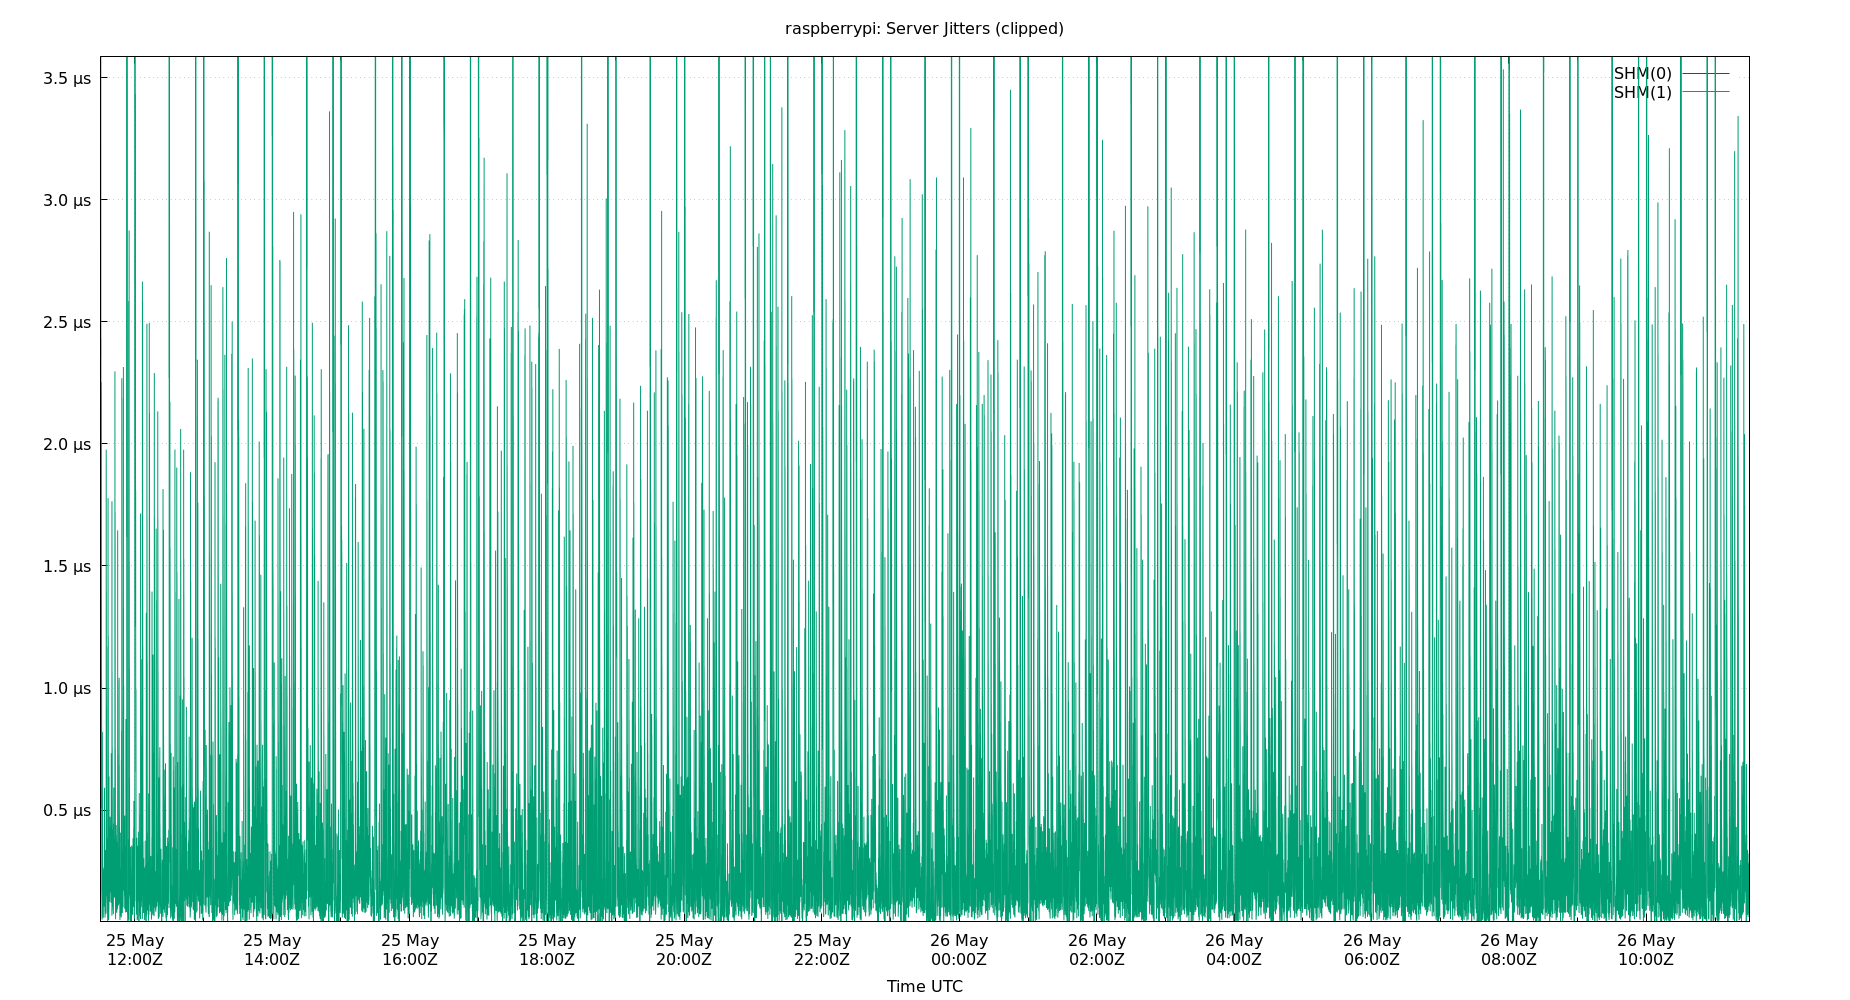 raspberrypi: Server Jitters (clipped)
3.5 µs
3.0 µs
2.5 µs
2.0 µs
1.5 µs
1.0 µs
0.5 µs
SHM(0)
SHM(1)
25 May 25 May 25 May 25 May 25 May 25 May 26 May 26 May 26 May 26 May 26 May 26 May
12:00Z 14:00Z 16:00Z 18:00Z 20:00Z 22:00Z 00:00Z 02:00Z 04:00Z 06:00Z 08:00Z 10:00Z
Time UTC